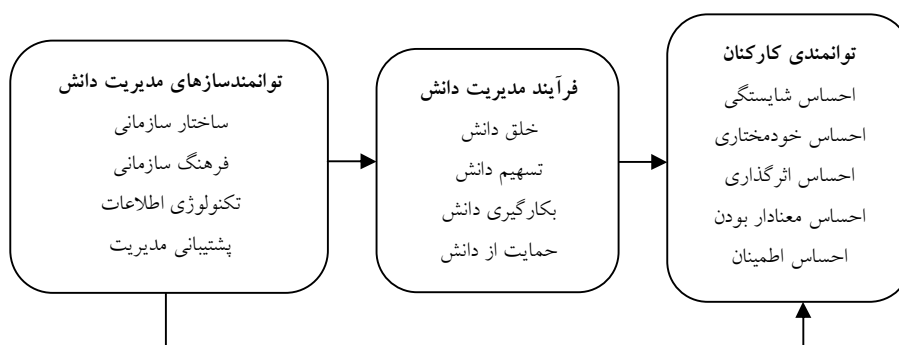 توانمندسازهای مدیریت دانش
ساختار سازمانی
فرهنگ سازمانی
تکنولوژی اطلاعات
پشتیبانی مدیریت
فرآیند مدیریت دانش
خلق دانش
تسهیم دانش
بکارگیری دانش
حمایت از دانش
توانمندی کارکنان
احساس شایستگی
احساس خودمختاری
احساس اثرگذاری
احساس معنادار بودن
احساس اطمینان